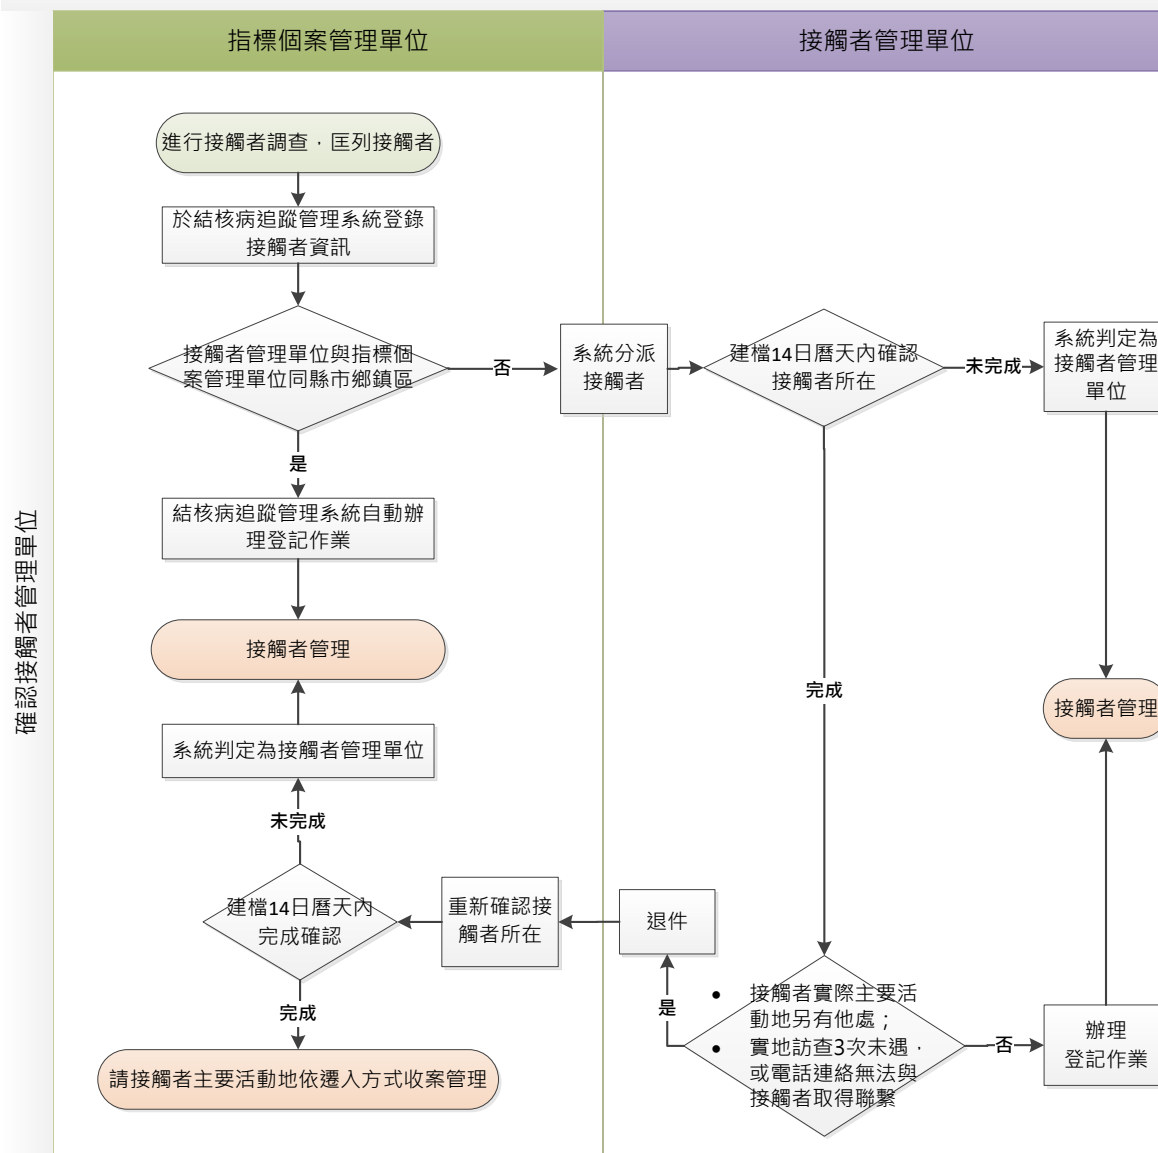 指標個案管理單位
接觸者管理單位
確認接觸者管理單位
進行接觸者調查，匡列接觸者
於結核病追蹤管理系統登錄
接觸者資訊
接觸者管理單位與指標個
案管理單位同縣市鄉鎮區
否
系統分派
接觸者
建檔14日曆天內確認
接觸者所在
未完成
系統判定為
接觸者管理
單位
是
結核病追蹤管理系統自動辦
理登記作業
接觸者管理
完成
接觸者管理
系統判定為接觸者管理單位
未完成
建檔14日曆天內
完成確認
重新確認接
觸者所在
退件
是
完成
請接觸者主要活動地依遷入方式收案管理
● 接觸者實際主要活
動地另有他處；
● 實地訪查3次未遇，
或電話連絡無法與
接觸者取得聯繫
否
辦理
登記作業